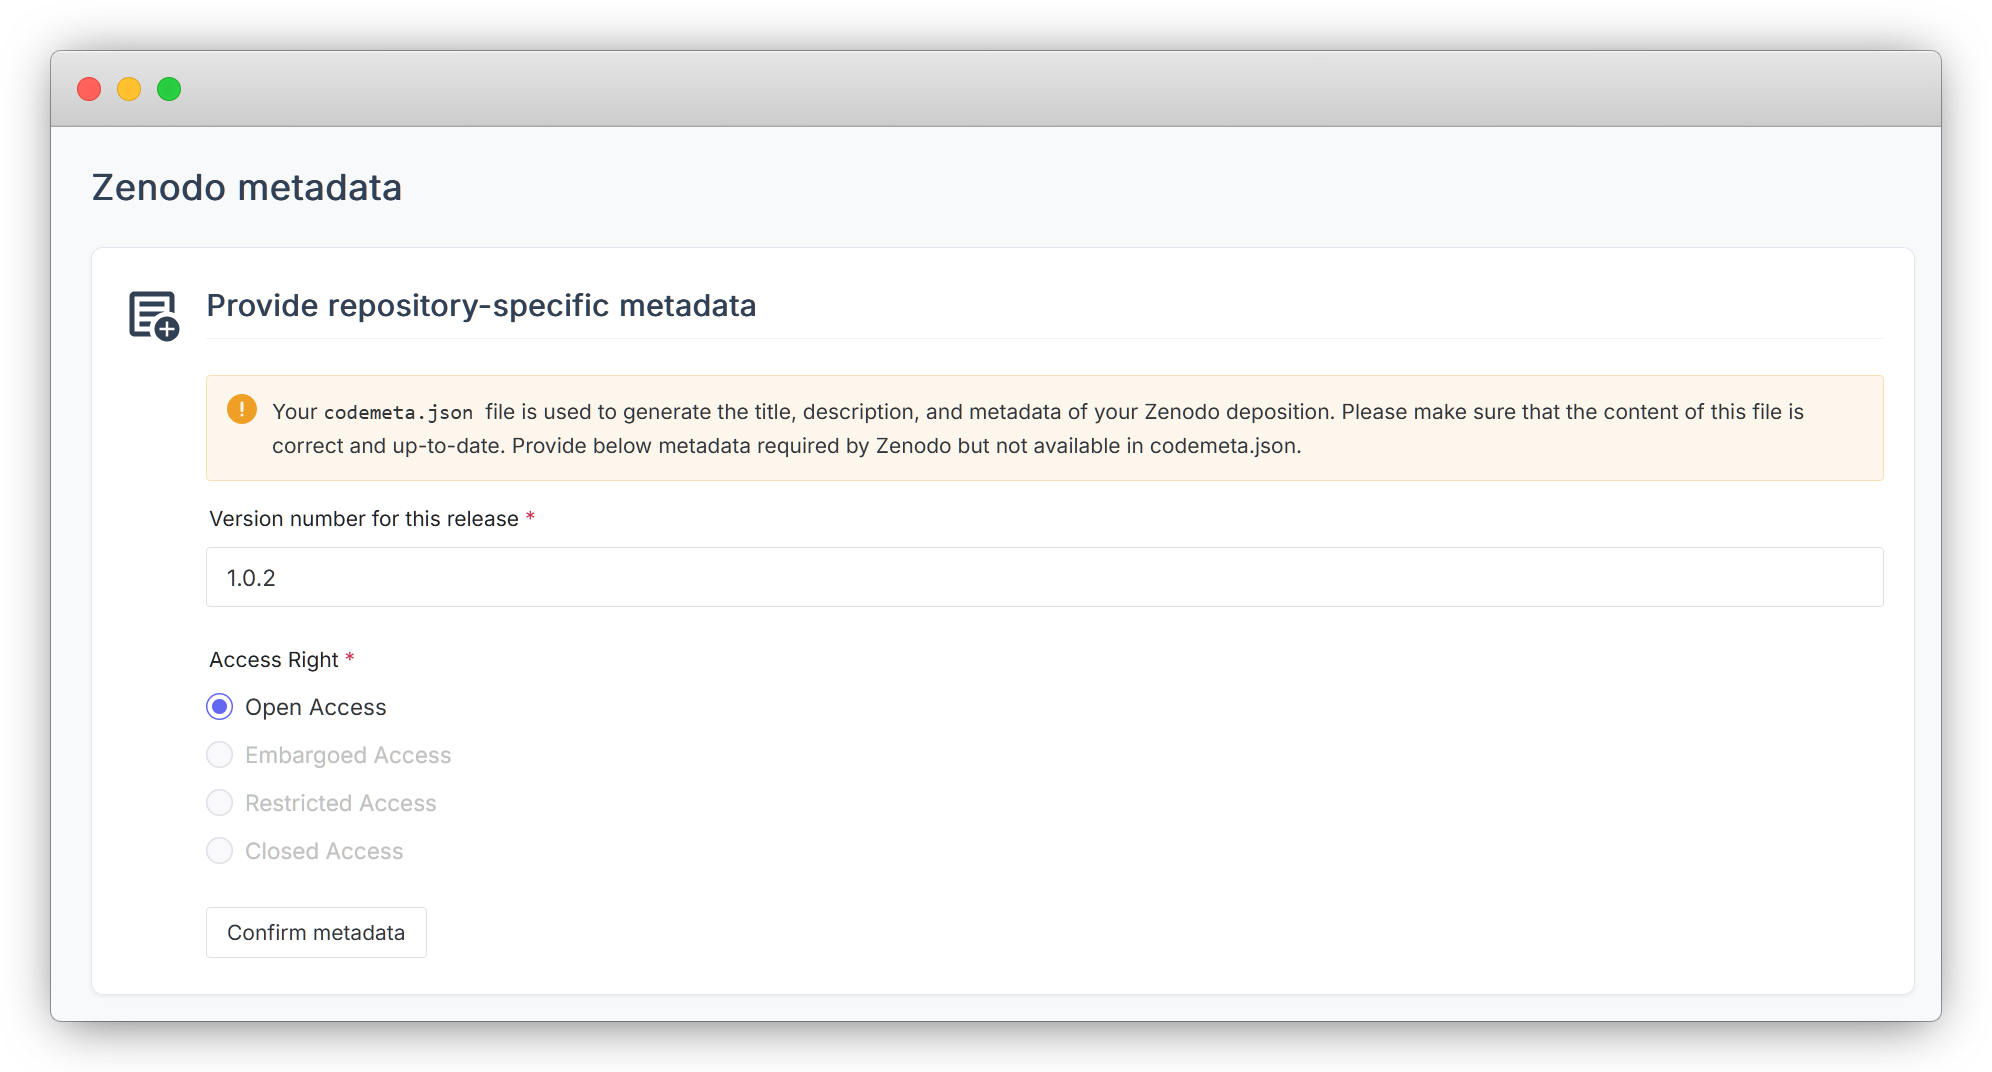 Zenodo metadata
Provide repository-specific metadata
Your codemeta.json file is used to generate the title, description, and metadata of your Zenodo deposition. Please make sure that the content of this file is
correct and up-to-date. Provide below metadata required by Zenodo but not available in codemeta.json.
Version number for this release *
1.0.2
Access Right *
Open Access
Embargoed Access
Restricted Access
Closed Access
Confirm metadata